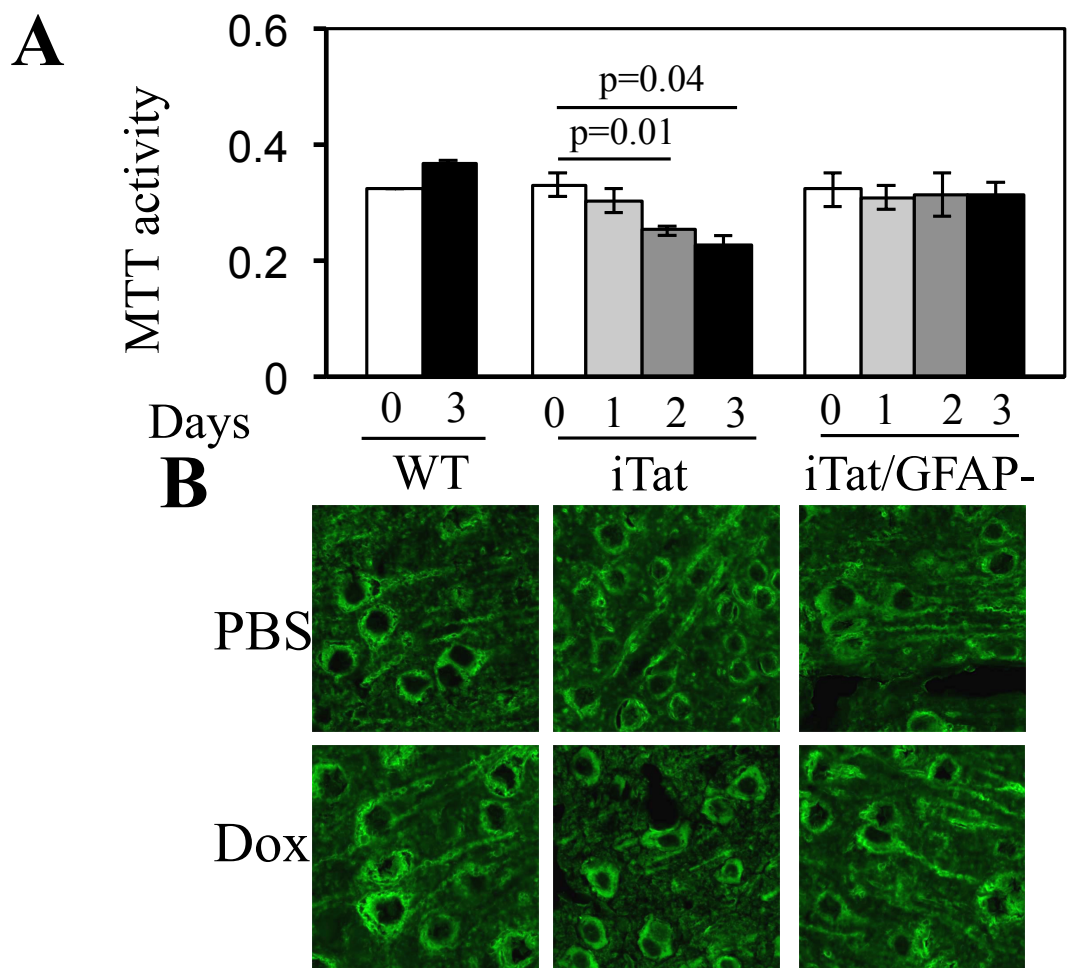 A
0.6
0.4
0.2
0
MTT activity
p=0.04
p=0.01
Days
0 3 0 1 2 3 0 1 2 3
WT iTat iTat/GFAP-
B
PBS
Dox